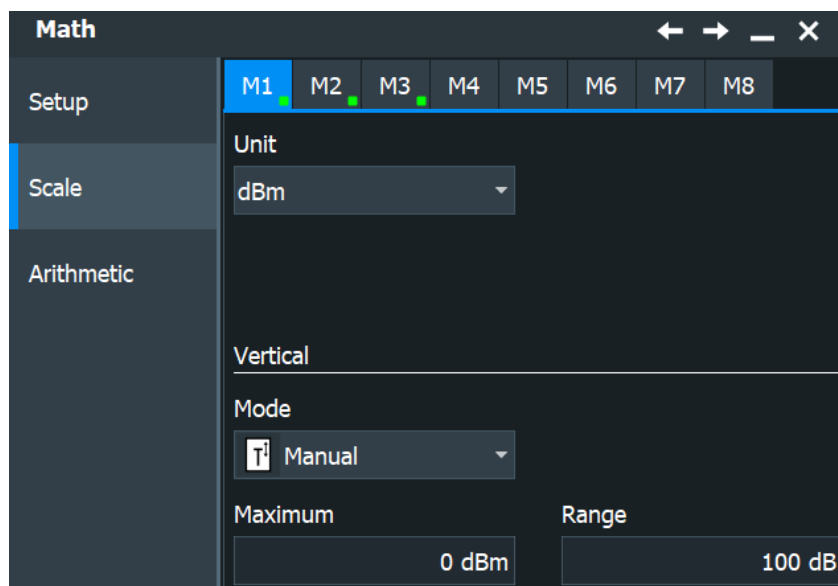 Math
M1 M2 M3 M4 M5 M6 M7 M8
Setup
Unit
Scale
dBm
Arithmetic
Vertical
Mode
T Manual
Maximum Range
0 dBm 100 dB